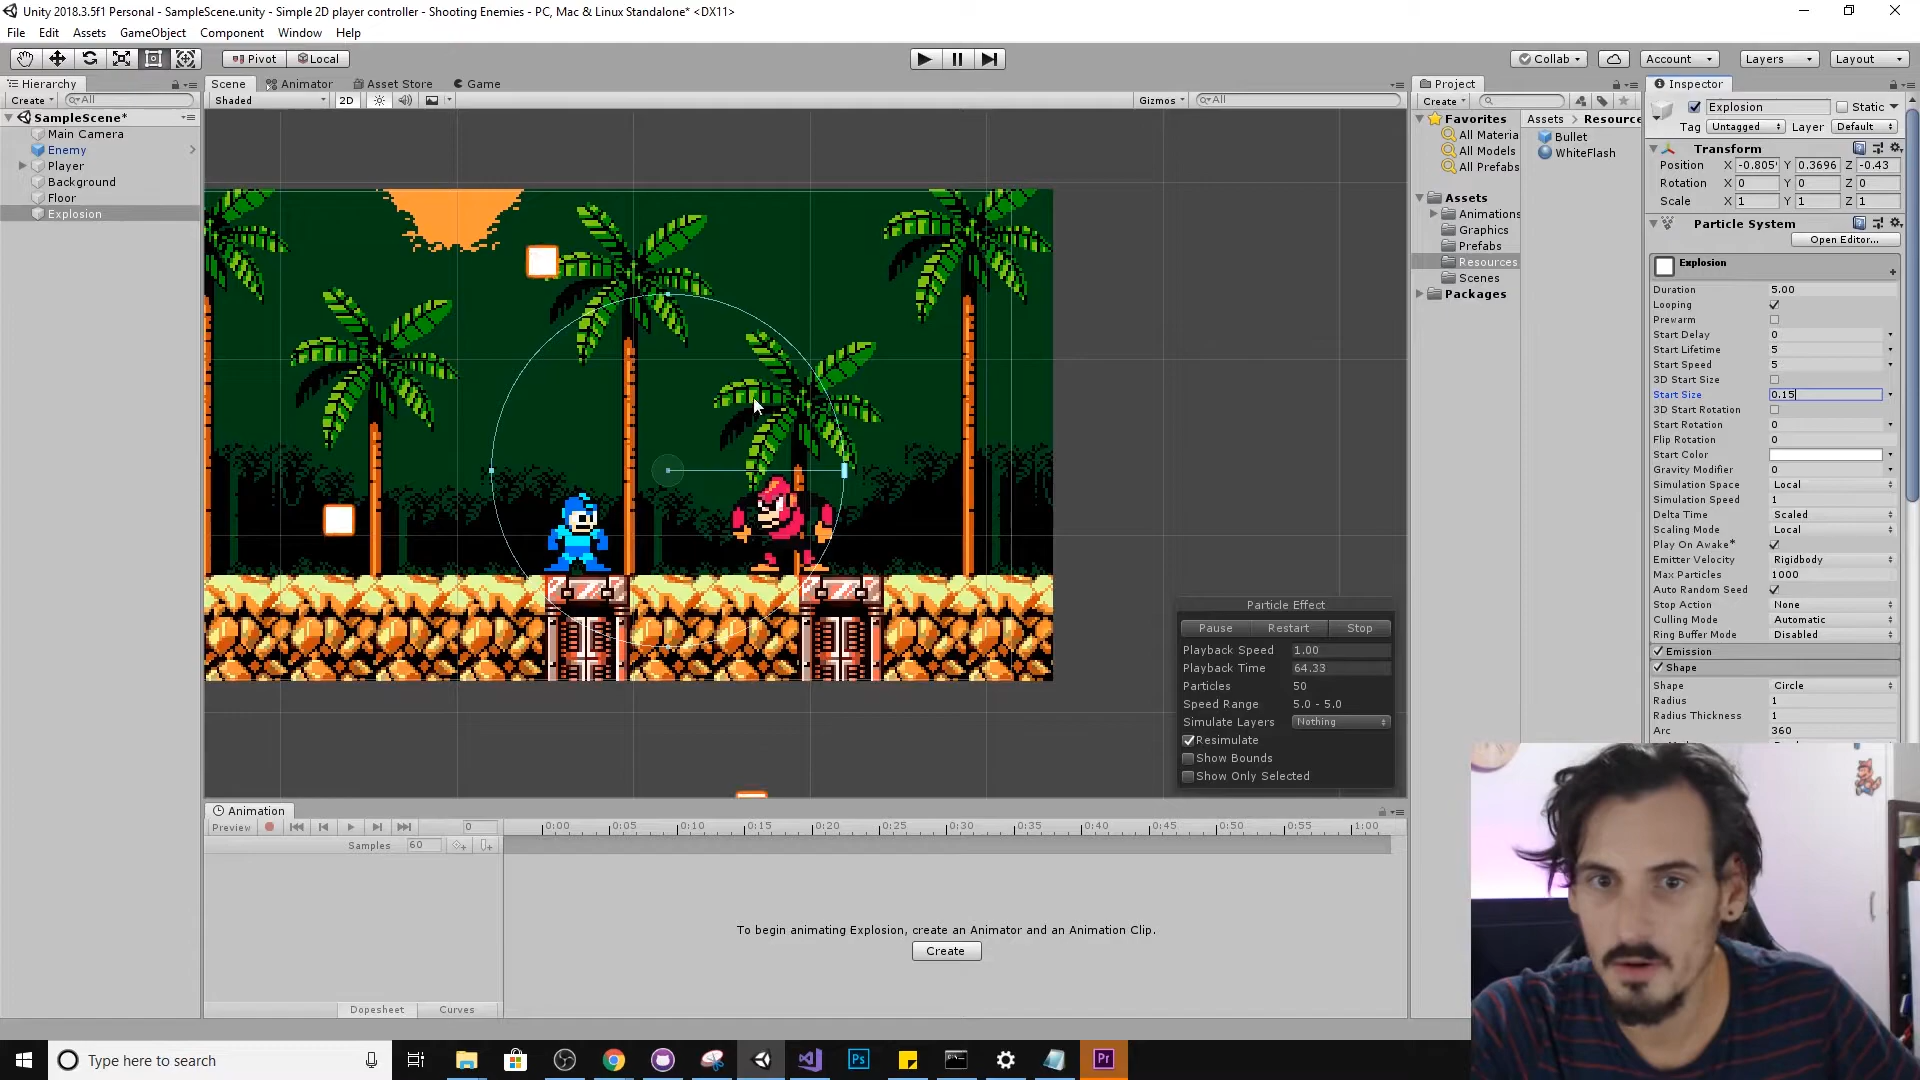 Unity 2018.3.5f1 Personal - SampleScene.unity - Simple 2D player controller - Shooting Enemies - PC, Mac & Linux Standalone* <DX11>
File Edit Assets GameObject Component Window Help
Pivot Local Collab Account Layers Layout
Hierarchy
Create All
SampleScene*
Main Camera
Enemy
Player
Background
Floor
Explosion
Scene Animator Asset Store Game
Shaded 2D Gizmos All
Particle Effect
Pause Restart Stop
Playback Speed 1.00
Playback Time 64.33
Particles 50
Speed Range 5.0 - 5.0
Simulate Layers Nothing
Resimulate
Show Bounds
Show Only Selected
Animation
Preview 0 0:00 0:05 0:10 0:15 0:20 0:25 0:30 0:35 0:40 0:45 0:50 0:55 1:00
Samples 60
To begin animating Explosion, create an Animator and an Animation Clip.
Create
Dopesheet Curves
Project
Create
Favorites
All Materia
All Models
All Prefabs
Assets
Animations
Graphics
Prefabs
Resources
Scenes
Packages
Assets > Resource
Bullet
WhiteFlash
Inspector
Explosion Static
Tag Untagged Layer Default
Transform
Position X -0.805 Y 0.3696 Z -0.43
Rotation X 0 Y 0 Z 0
Scale X 1 Y 1 Z 1
Particle System
Open Editor...
Explosion
Duration 5.00
Looping
Prewarm
Start Delay 0
Start Lifetime 5
Start Speed 5
3D Start Size
Start Size 0.15
3D Start Rotation
Start Rotation 0
Flip Rotation 0
Start Color
Gravity Modifier 0
Simulation Space Local
Simulation Speed 1
Delta Time Scaled
Scaling Mode Local
Play On Awake*
Emitter Velocity Rigidbody
Max Particles 1000
Auto Random Seed
Stop Action None
Culling Mode Automatic
Ring Buffer Mode Disabled
Emission
Shape
Shape Circle
Radius 1
Radius Thickness 1
Arc 360
Type here to search
Ps
Pr